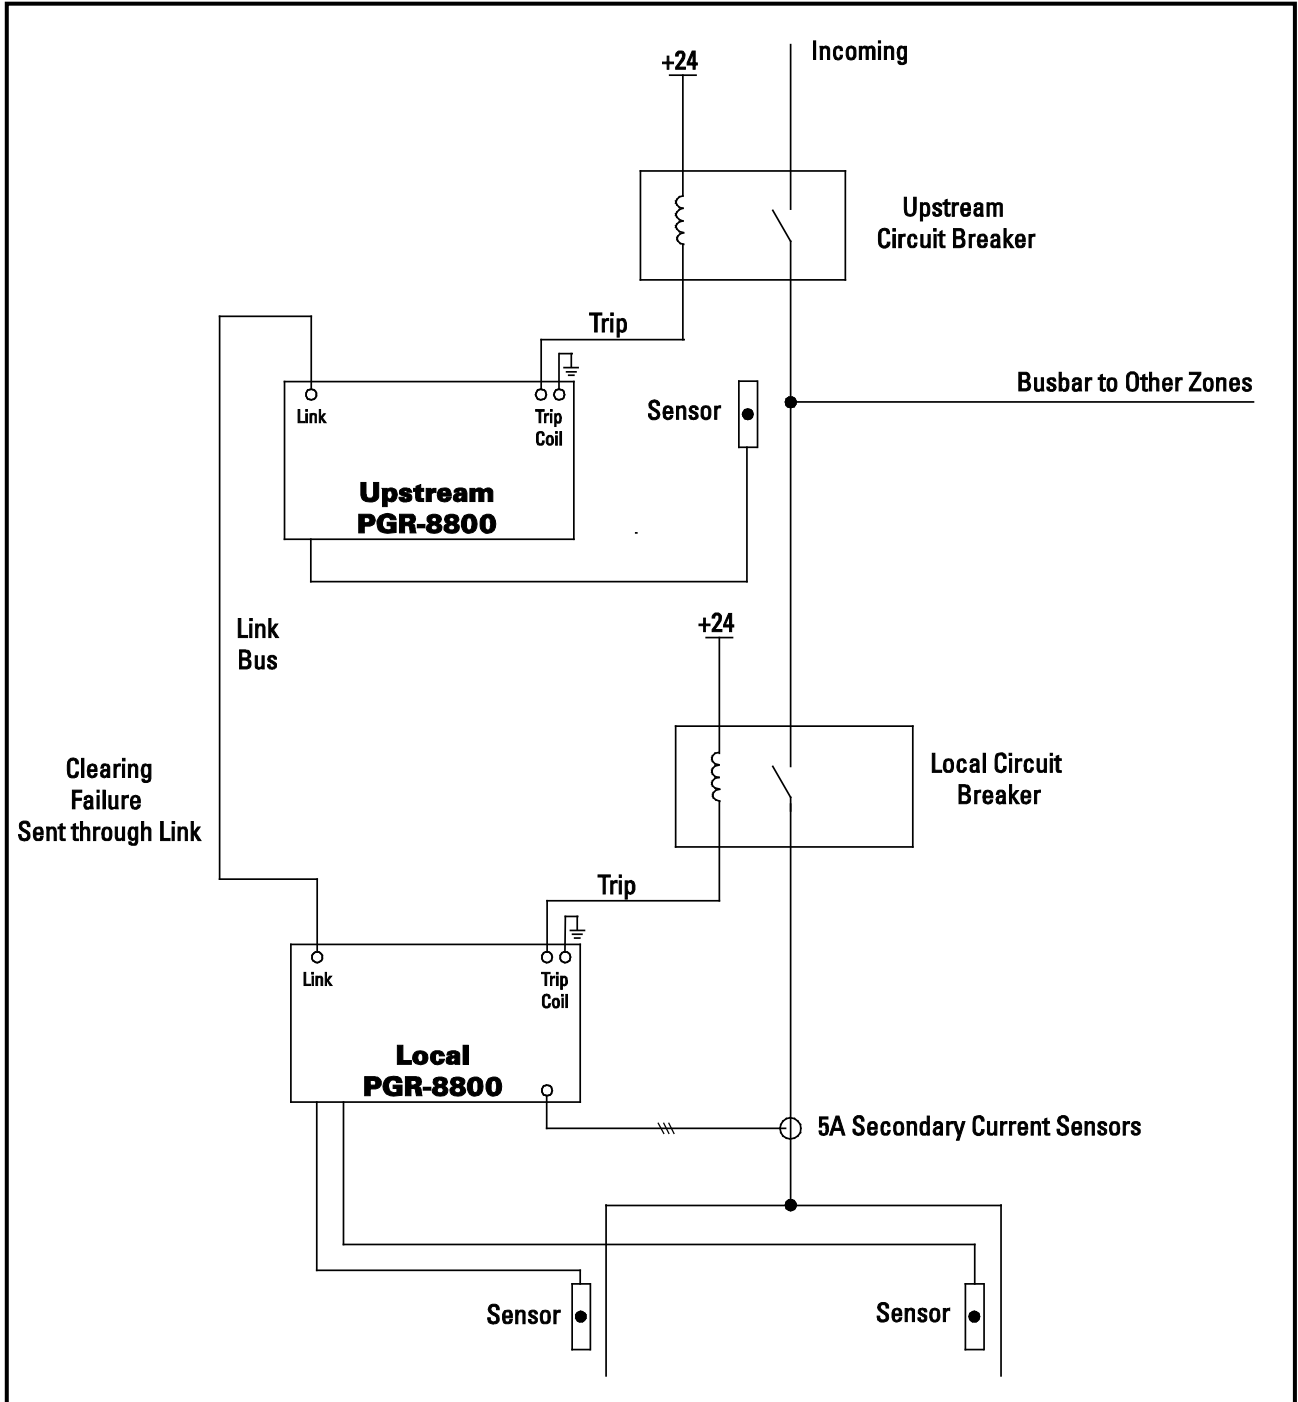 Incoming
+24
Upstream
Circuit Breaker
Trip
Busbar to Other Zones
Sensor
Link
Trip
Coil
Upstream
PGR-8800
+24
Link
Bus
Local Circuit
Breaker
Clearing
Failure
Sent through Link
Trip
Link
Trip
Coil
Local
PGR-8800
5A Secondary Current Sensors
Sensor
Sensor